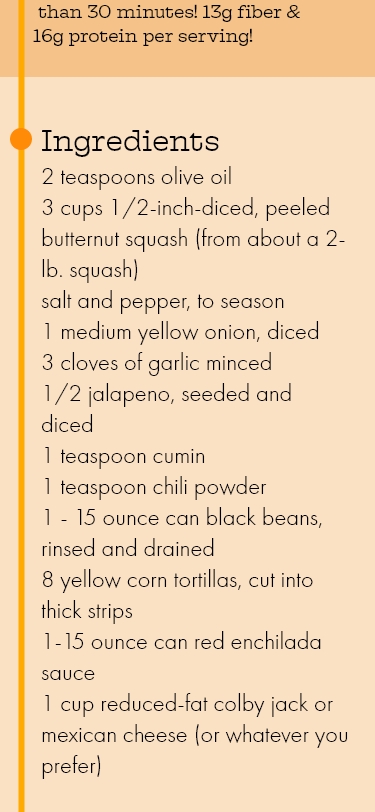 than 30 minutes! 13g fiber &
16g protein per serving!
Ingredients
2 teaspoons olive oil
3 cups 1/2-inch-diced, peeled
butternut squash (from about a 2-
lb. squash)
salt and pepper, to season
1 medium yellow onion, diced
3 cloves of garlic minced
1/2 jalapeno, seeded and
diced
1 teaspoon cumin
1 teaspoon chili powder
1 - 15 ounce can black beans,
rinsed and drained
8 yellow corn tortillas, cut into
thick strips
1-15 ounce can red enchilada
sauce
1 cup reduced-fat colby jack or
mexican cheese (or whatever you
prefer)